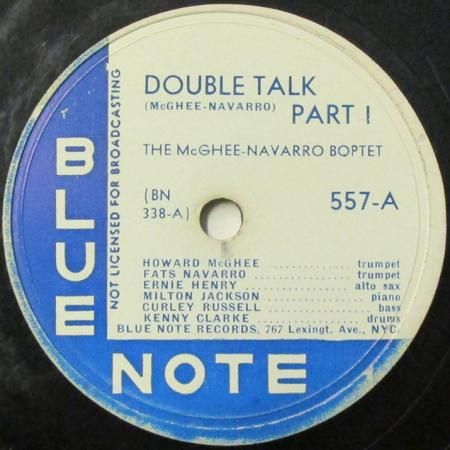 DOUBLE TALK
(McGHEE-NAVARRO)
PART I
THE McGHEE-NAVARRO BOPTET
(BN
338-A)
557-A
HOWARD McGHEE ............ trumpet
FATS NAVARRO ............ trumpet
ERNIE HENRY ............ alto sax
MILTON JACKSON ............ piano
CURLEY RUSSELL ............ bass
KENNY CLARKE ............ drums
BLUE NOTE RECORDS, 767 Lexingt. Ave., NYC.
NOT LICENSED FOR BROADCASTING
BLUE
NOTE